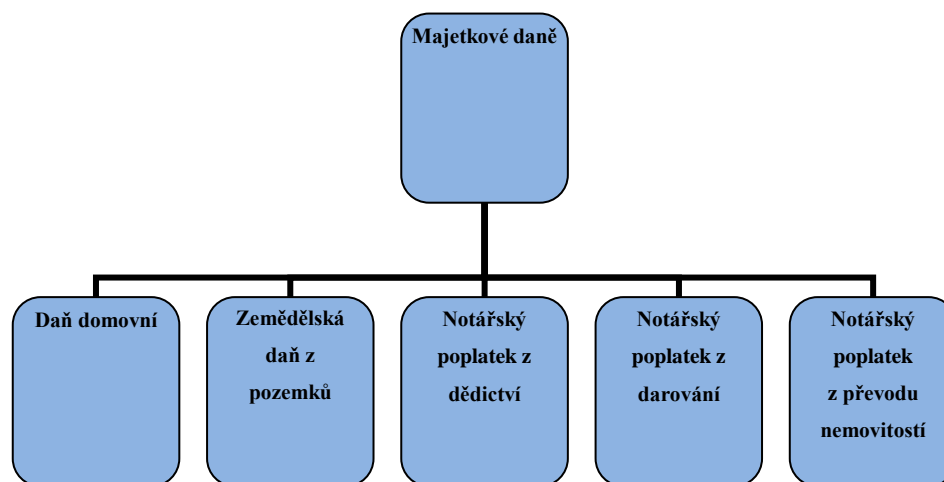 Majetkové daně
Daň domovní
Zemědělská
daň z
pozemků
Notářský
poplatek z
dědictví
Notářský
poplatek z
darování
Notářský
poplatek
z převodu
nemovitostí